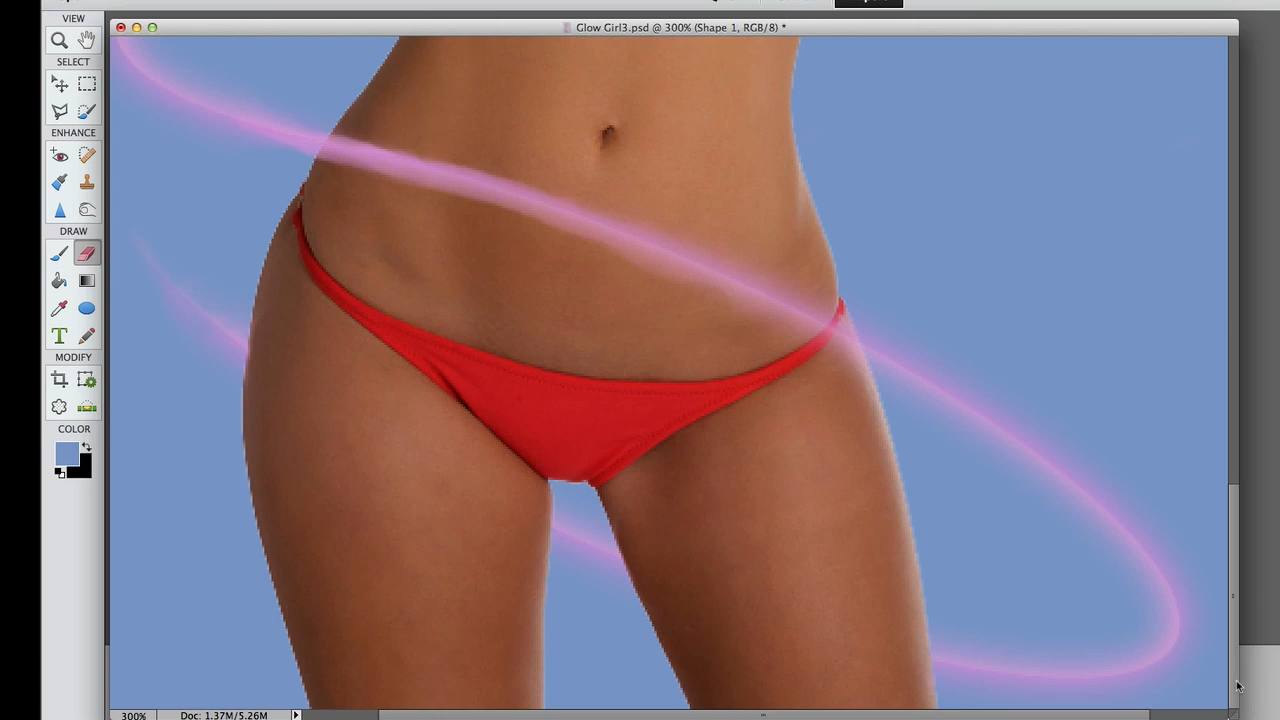 VIEW
Glow Girl3.psd @ 300% (Shape 1, RGB/8) *
SELECT
ENHANCE
DRAW
T
MODIFY
COLOR
300%
Doc: 1.37M/5.26M